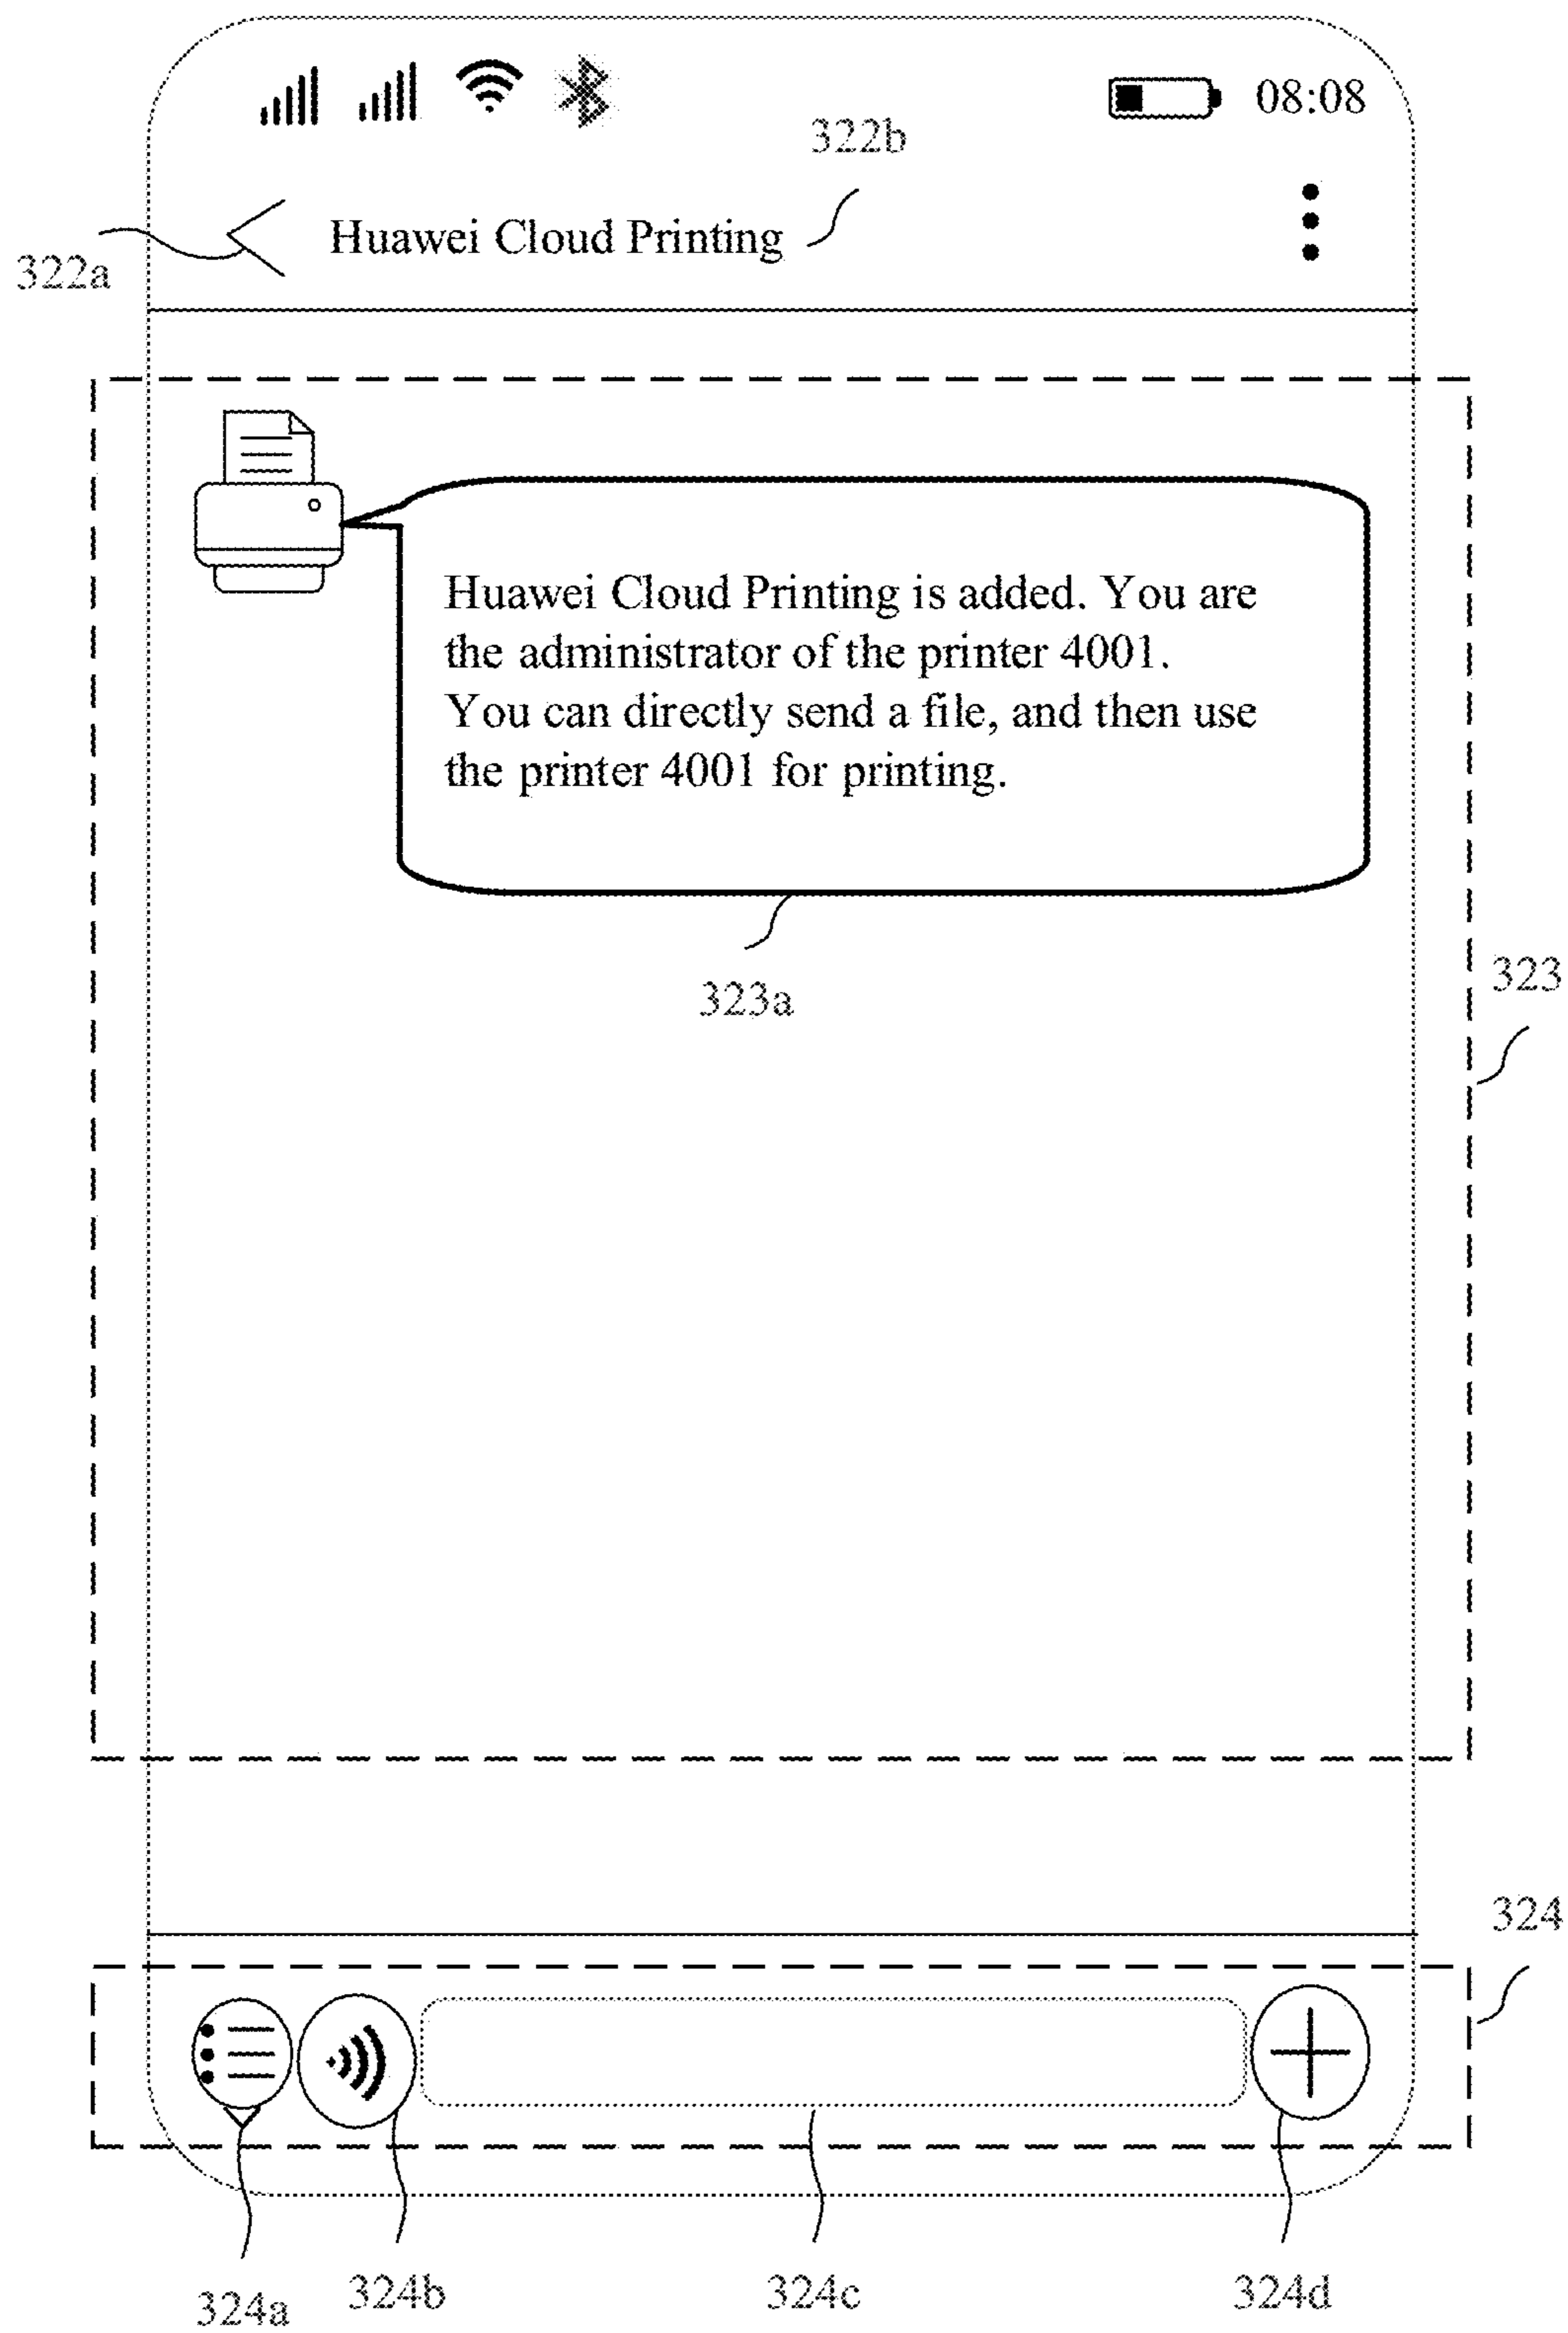 08:08
322b
Huawei Cloud Printing
322a
Huawei Cloud Printing is added. You are
the administrator of the printer 4001.
You can directly send a file, and then use
the printer 4001 for printing.
323a
323
324
324a
324b
324c
324d